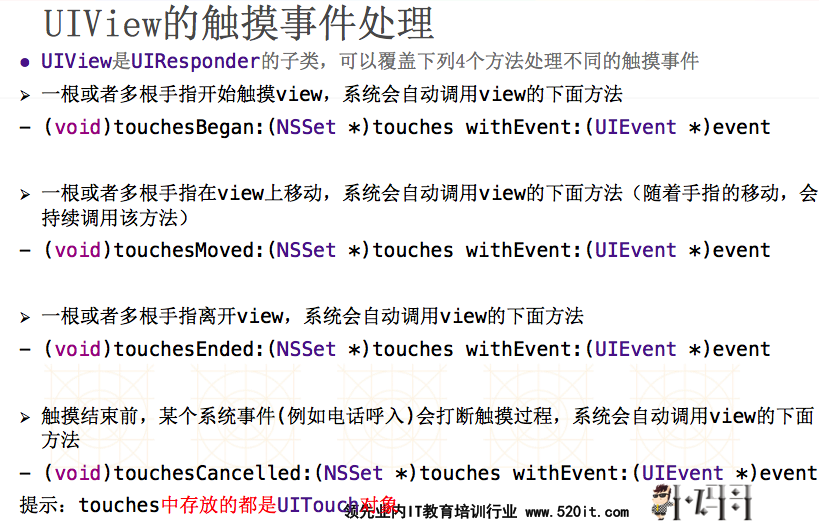 UIView的触摸事件处理
● UIView是UIResponder的子类，可以覆盖下列4个方法处理不同的触摸事件
➢ 一根或者多根手指开始触摸view，系统会自动调用view的下面方法
- (void)touchesBegan:(NSSet *)touches withEvent:(UIEvent *)event
➢ 一根或者多根手指在view上移动，系统会自动调用view的下面方法（随着手指的移动，会
持续调用该方法）
- (void)touchesMoved:(NSSet *)touches withEvent:(UIEvent *)event
➢ 一根或者多根手指离开view，系统会自动调用view的下面方法
- (void)touchesEnded:(NSSet *)touches withEvent:(UIEvent *)event
➢ 触摸结束前，某个系统事件(例如电话呼入)会打断触摸过程，系统会自动调用view的下面
方法
- (void)touchesCancelled:(NSSet *)touches withEvent:(UIEvent *)event
提示：touches中存放的都是UITouch对象
领先业内IT教育培训行业 www.520it.com
小码哥